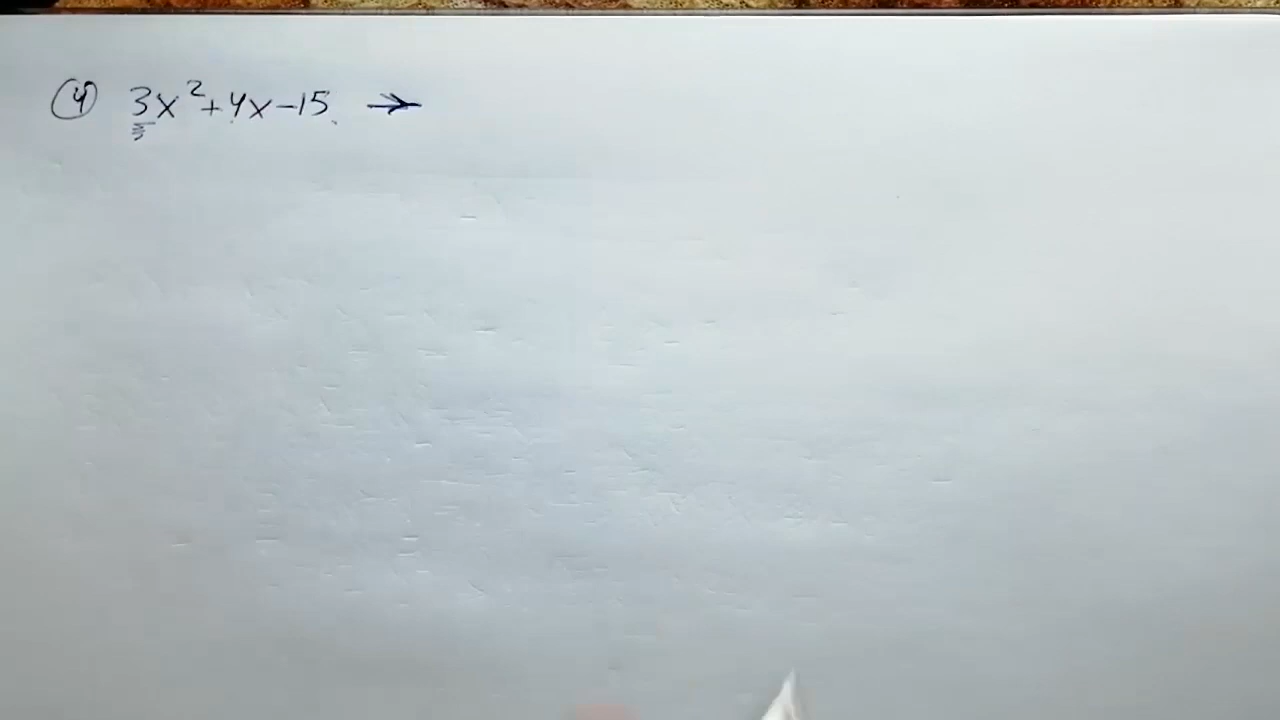 ④ 3x²+4x-15 →